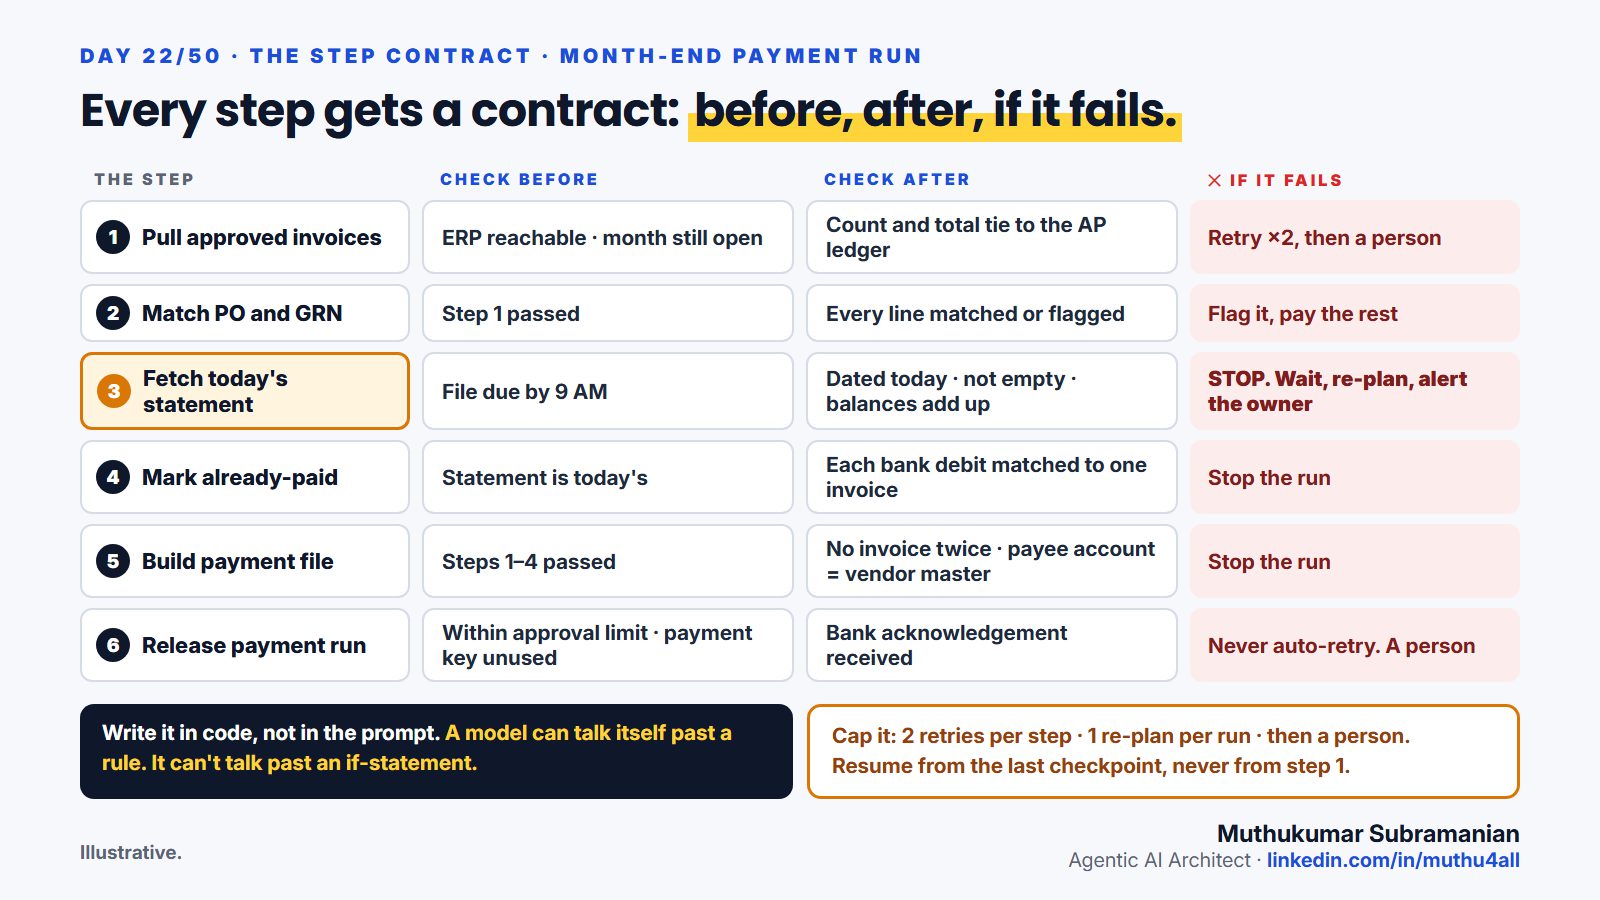 DAY 22/50 · THE STEP CONTRACT · MONTH-END PAYMENT RUN
Every step gets a contract: before, after, if it fails.
THE STEP
CHECK BEFORE
CHECK AFTER
× IF IT FAILS
1 Pull approved invoices
ERP reachable · month still open
Count and total tie to the AP
ledger
Retry ×2, then a person
2 Match PO and GRN
Step 1 passed
Every line matched or flagged
Flag it, pay the rest
3 Fetch today's
statement
File due by 9 AM
Dated today · not empty ·
balances add up
STOP. Wait, re-plan, alert
the owner
4 Mark already-paid
Statement is today's
Each bank debit matched to one
invoice
Stop the run
5 Build payment file
Steps 1–4 passed
No invoice twice · payee account
= vendor master
Stop the run
6 Release payment run
Within approval limit · payment
key unused
Bank acknowledgement
received
Never auto-retry. A person
Write it in code, not in the prompt. A model can talk itself past a
rule. It can't talk past an if-statement.
Cap it: 2 retries per step · 1 re-plan per run · then a person.
Resume from the last checkpoint, never from step 1.
Illustrative.
Muthukumar Subramanian
Agentic AI Architect · linkedin.com/in/muthu4all